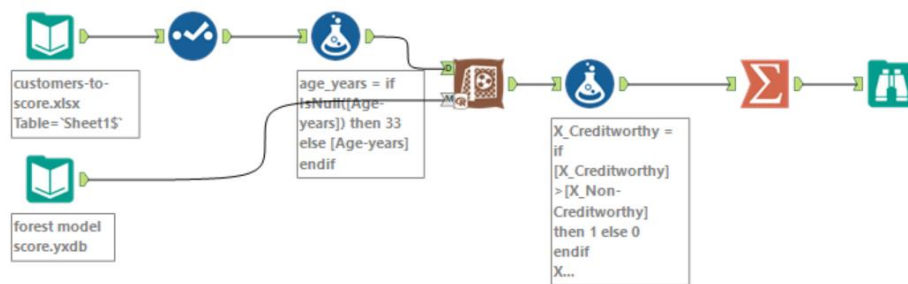 customers-to-
score.xlsx
Table=`Sheet1$`
age_years = if
IsNull([Age-
years]) then 33
else [Age-years]
endif
D
M
R
forest model
score.yxdb
X_Creditworthy =
if
[X_Creditworthy]
>[X_Non-
Creditworthy]
then 1 else 0
endif
X...
Σ